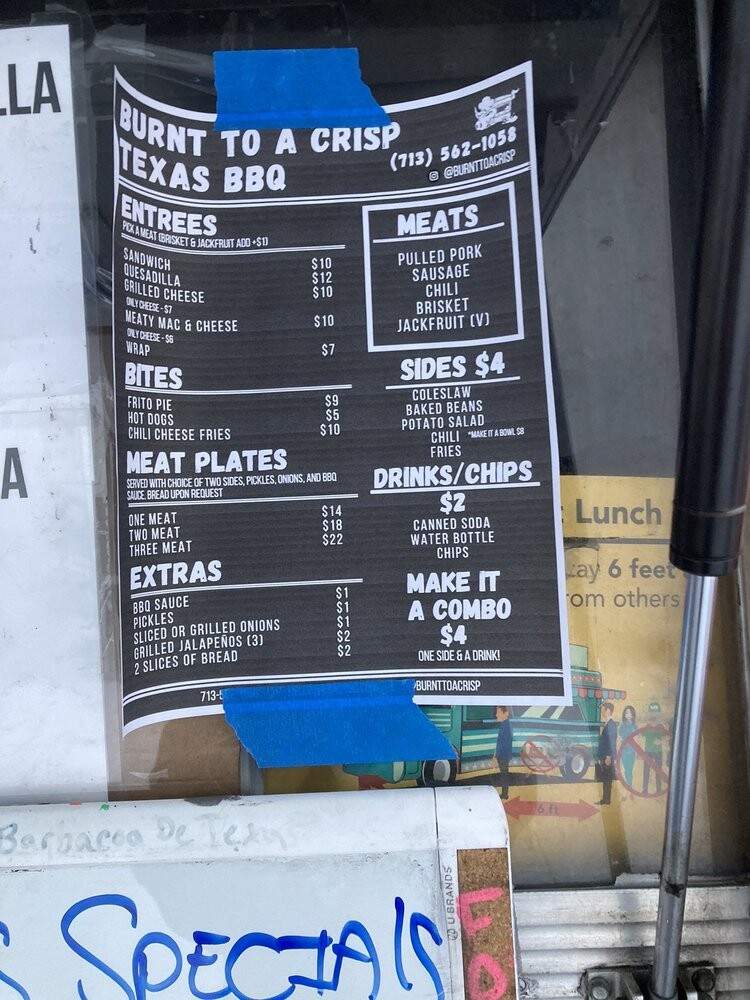 LLA
A
BURNT TO A CRISP
TEXAS BBQ
(713) 562-1058
@BURNTTOACRISP
ENTREES
PICK A MEAT (BRISKET & JACKFRUIT ADD +$1)
SANDWICH $10
QUESADILLA $12
GRILLED CHEESE $10
ONLY CHEESE - $7
MEATY MAC & CHEESE $10
ONLY CHEESE - $6
WRAP $7
BITES
FRITO PIE $9
HOT DOGS $5
CHILI CHEESE FRIES $10
MEAT PLATES
SERVED WITH CHOICE OF TWO SIDES, PICKLES, ONIONS, AND BBQ
SAUCE. BREAD UPON REQUEST
ONE MEAT $14
TWO MEAT $18
THREE MEAT $22
EXTRAS
BBQ SAUCE $1
PICKLES $1
SLICED OR GRILLED ONIONS $1
GRILLED JALAPEÑOS (3) $2
2 SLICES OF BREAD $2
MEATS
PULLED PORK
SAUSAGE
CHILI
BRISKET
JACKFRUIT (V)
SIDES $4
COLESLAW
BAKED BEANS
POTATO SALAD
CHILI *MAKE IT A BOWL $8
FRIES
DRINKS/CHIPS
$2
CANNED SODA
WATER BOTTLE
CHIPS
MAKE IT
A COMBO
$4
ONE SIDE & A DRINK!
713-5
BURNTTOACRISP
Lunch
tay 6 feet
rom others
6 ft
Barbacoa De Texas
SPECIAlS
U BRANDS
FO